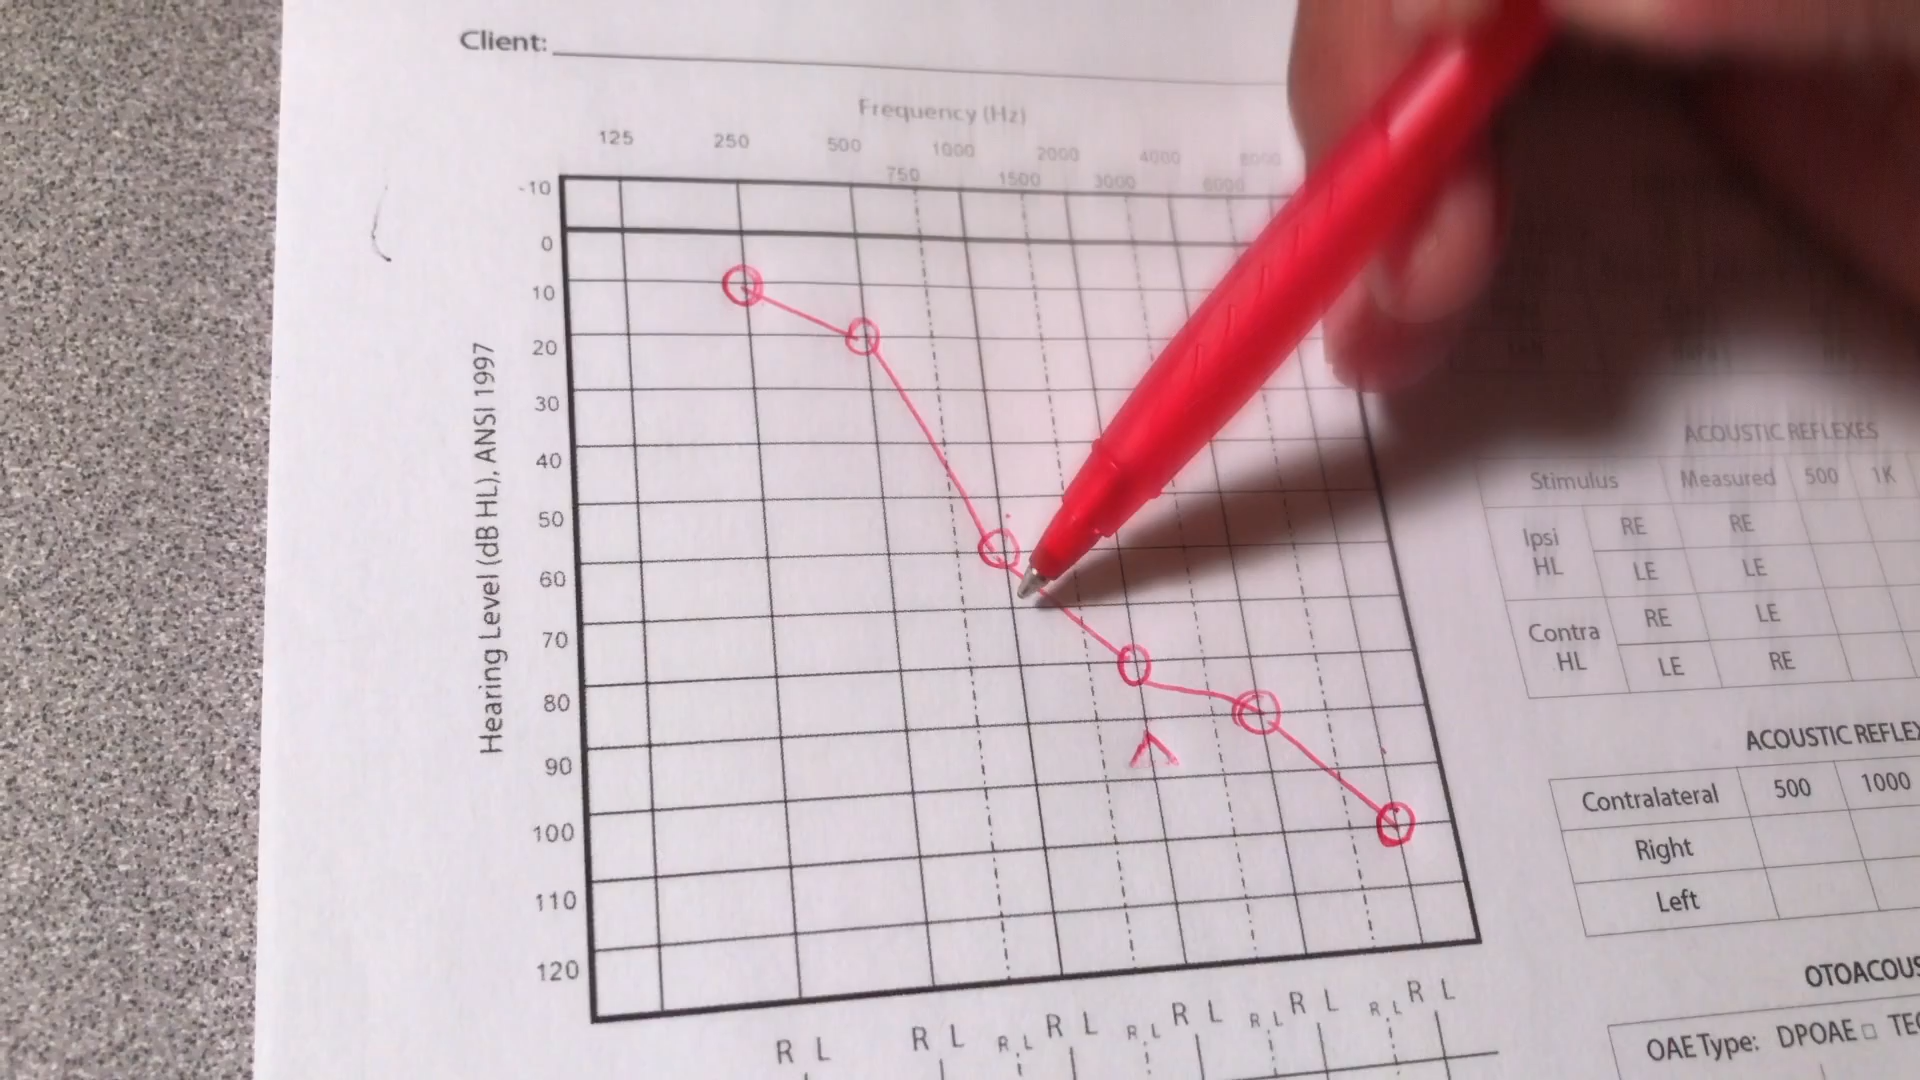 Client:
Frequency (Hz)
125 250 500 1000 2000 4000 8000
750 1500 3000 6000
-10
0
10
20
30
40
50
60
70
80
90
100
110
120
Hearing Level (dB HL), ANSI 1997
R L R L R L R L R L R L R L R L R L
ACOUSTIC REFLEXES
Stimulus Measured 500 1K
Ipsi HL RE RE
LE LE
Contra HL RE LE
LE RE
ACOUSTIC REFLEX
Contralateral 500 1000
Right
Left
OTOACOUS
OAE Type: DPOAE □ TEO